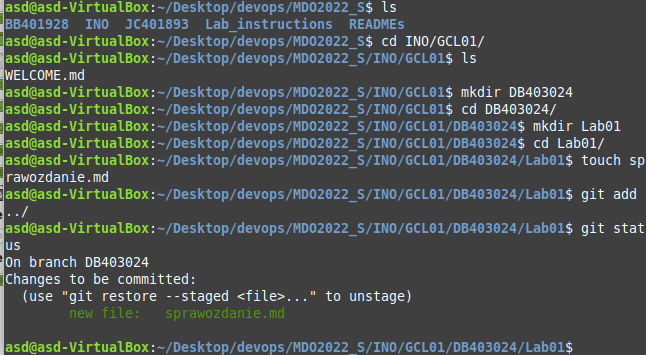 asd@asd-VirtualBox:~/Desktop/devops/MDO2022_S$ ls
BB401928  INO  JC401893  Lab_instructions  READMEs
asd@asd-VirtualBox:~/Desktop/devops/MDO2022_S$ cd INO/GCL01/
asd@asd-VirtualBox:~/Desktop/devops/MDO2022_S/INO/GCL01$ ls
WELCOME.md
asd@asd-VirtualBox:~/Desktop/devops/MDO2022_S/INO/GCL01$ mkdir DB403024
asd@asd-VirtualBox:~/Desktop/devops/MDO2022_S/INO/GCL01$ cd DB403024/
asd@asd-VirtualBox:~/Desktop/devops/MDO2022_S/INO/GCL01/DB403024$ mkdir Lab01
asd@asd-VirtualBox:~/Desktop/devops/MDO2022_S/INO/GCL01/DB403024$ cd Lab01/
asd@asd-VirtualBox:~/Desktop/devops/MDO2022_S/INO/GCL01/DB403024/Lab01$ touch sp
rawozdanie.md
asd@asd-VirtualBox:~/Desktop/devops/MDO2022_S/INO/GCL01/DB403024/Lab01$ git add
../
asd@asd-VirtualBox:~/Desktop/devops/MDO2022_S/INO/GCL01/DB403024/Lab01$ git stat
us
On branch DB403024
Changes to be committed:
  (use "git restore --staged <file>..." to unstage)
        new file:   sprawozdanie.md

asd@asd-VirtualBox:~/Desktop/devops/MDO2022_S/INO/GCL01/DB403024/Lab01$